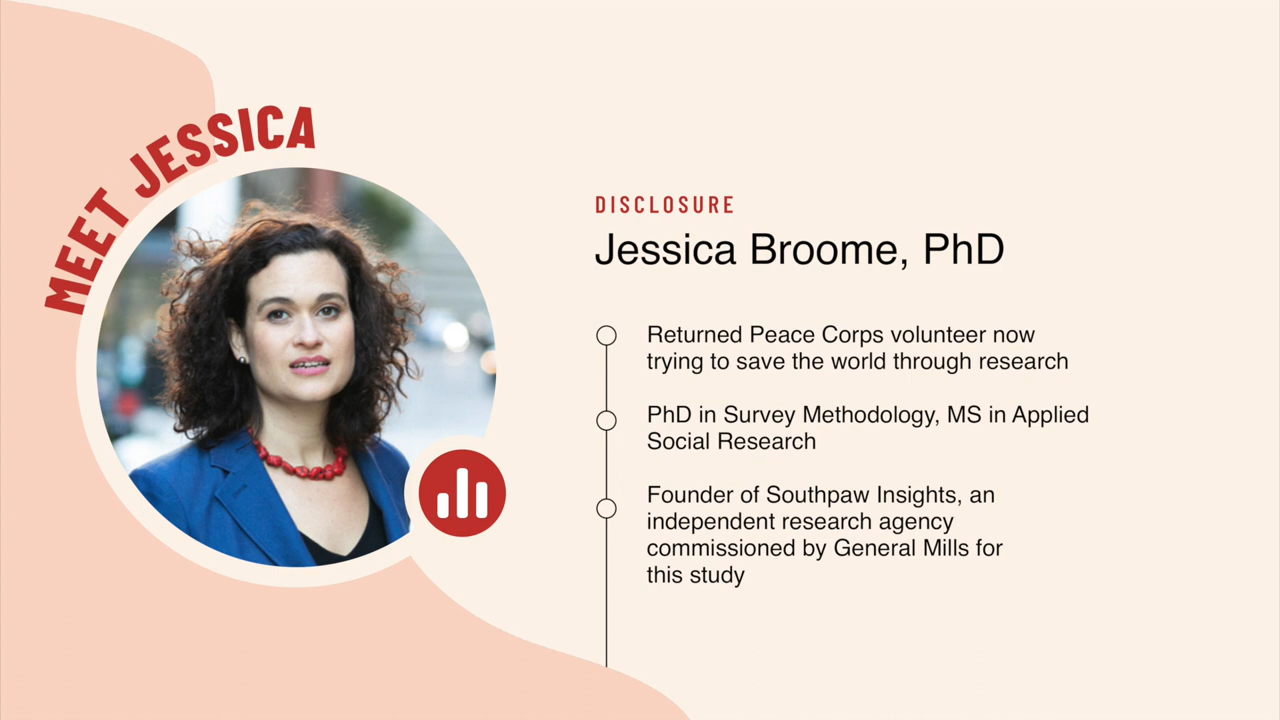 MEET JESSICA
DISCLOSURE
Jessica Broome, PhD
Returned Peace Corps volunteer now
trying to save the world through research
PhD in Survey Methodology, MS in Applied
Social Research
Founder of Southpaw Insights, an
independent research agency
commissioned by General Mills for
this study